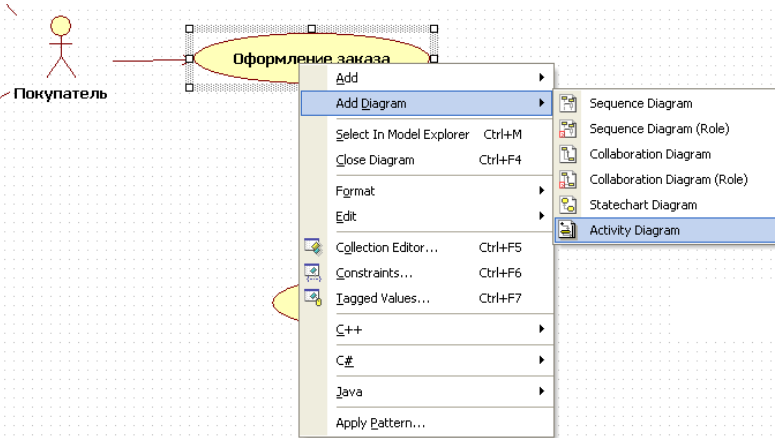 Оформление заказа
Покупатель
Add
Add Diagram
Select In Model Explorer Ctrl+M
Close Diagram Ctrl+F4
Format
Edit
Collection Editor... Ctrl+F5
Constraints... Ctrl+F6
Tagged Values... Ctrl+F7
C++
C#
Java
Apply Pattern...
Sequence Diagram
Sequence Diagram (Role)
Collaboration Diagram
Collaboration Diagram (Role)
Statechart Diagram
Activity Diagram